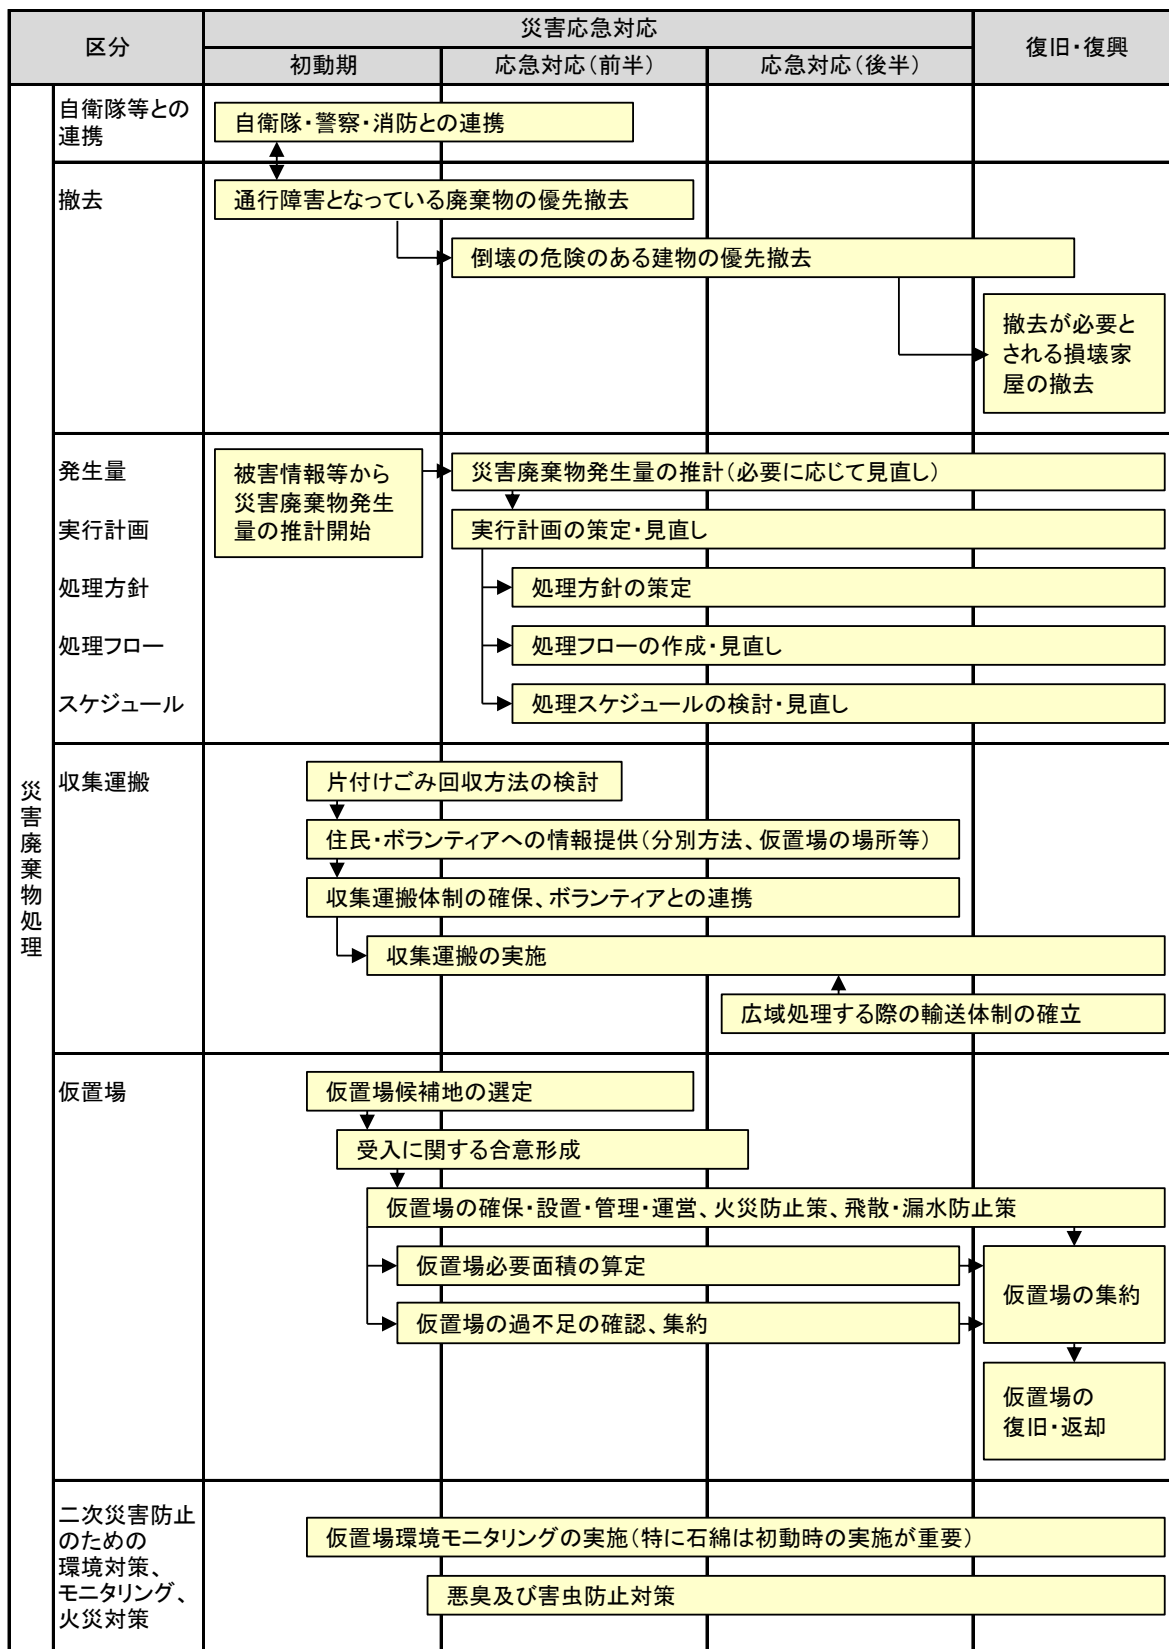 区分
災害応急対応
復旧・復興
初動期
応急対応（前半）
応急対応（後半）
災害廃棄物処理
自衛隊等との
連携
自衛隊・警察・消防との連携
撤去
通行障害となっている廃棄物の優先撤去
倒壊の危険のある建物の優先撤去
撤去が必要と
される損壊家
屋の撤去
発生量
被害情報等から
災害廃棄物発生
量の推計開始
災害廃棄物発生量の推計（必要に応じて見直し）
実行計画
実行計画の策定・見直し
処理方針
処理方針の策定
処理フロー
処理フローの作成・見直し
スケジュール
処理スケジュールの検討・見直し
収集運搬
片付けごみ回収方法の検討
住民・ボランティアへの情報提供（分別方法、仮置場の場所等）
収集運搬体制の確保、ボランティアとの連携
収集運搬の実施
広域処理する際の輸送体制の確立
仮置場
仮置場候補地の選定
受入に関する合意形成
仮置場の確保・設置・管理・運営、火災防止策、飛散・漏水防止策
仮置場必要面積の算定
仮置場の過不足の確認、集約
仮置場の集約
仮置場の
復旧・返却
二次災害防止
のための
環境対策、
モニタリング、
火災対策
仮置場環境モニタリングの実施（特に石綿は初動時の実施が重要）
悪臭及び害虫防止対策